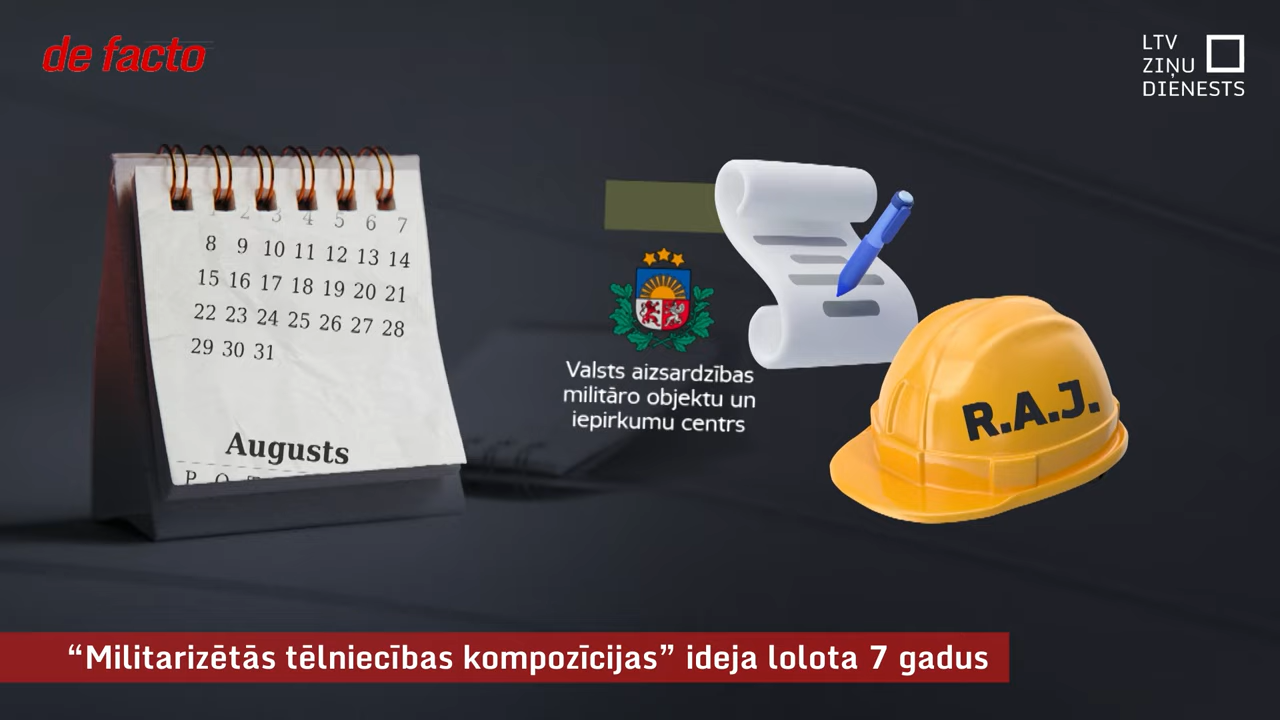 de facto
LTV
ZIŅU
DIENESTS
1 2 3 4 5 6 7
8 9 10 11 12 13 14
15 16 17 18 19 20 21
22 23 24 25 26 27 28
29 30 31
Augusts
P O T
Valsts aizsardzības
militāro objektu un
iepirkumu centrs
R.A.J.
“Militarizētās tēlniecības kompozīcijas” ideja lolota 7 gadus